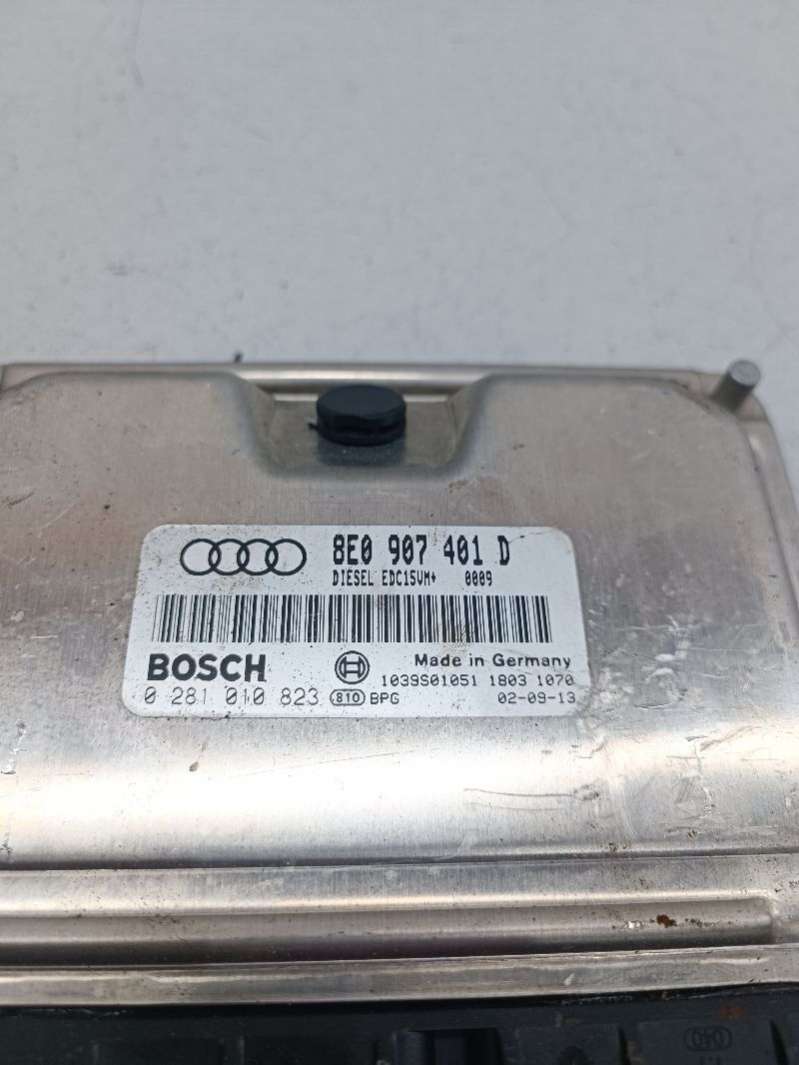 8E0 907 401 D
DIESEL EDC15VM+ 0009
BOSCH
Made in Germany
1039S01051 1803 1070
0 281 010 823 810 BPG 02-09-13